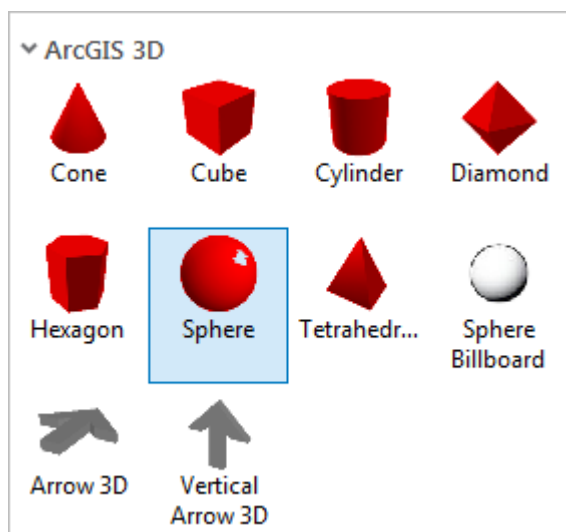 ArcGIS 3D
Cone
Cube
Cylinder
Diamond
Hexagon
Sphere
Tetrahedr...
Sphere
Billboard
Arrow 3D
Vertical
Arrow 3D